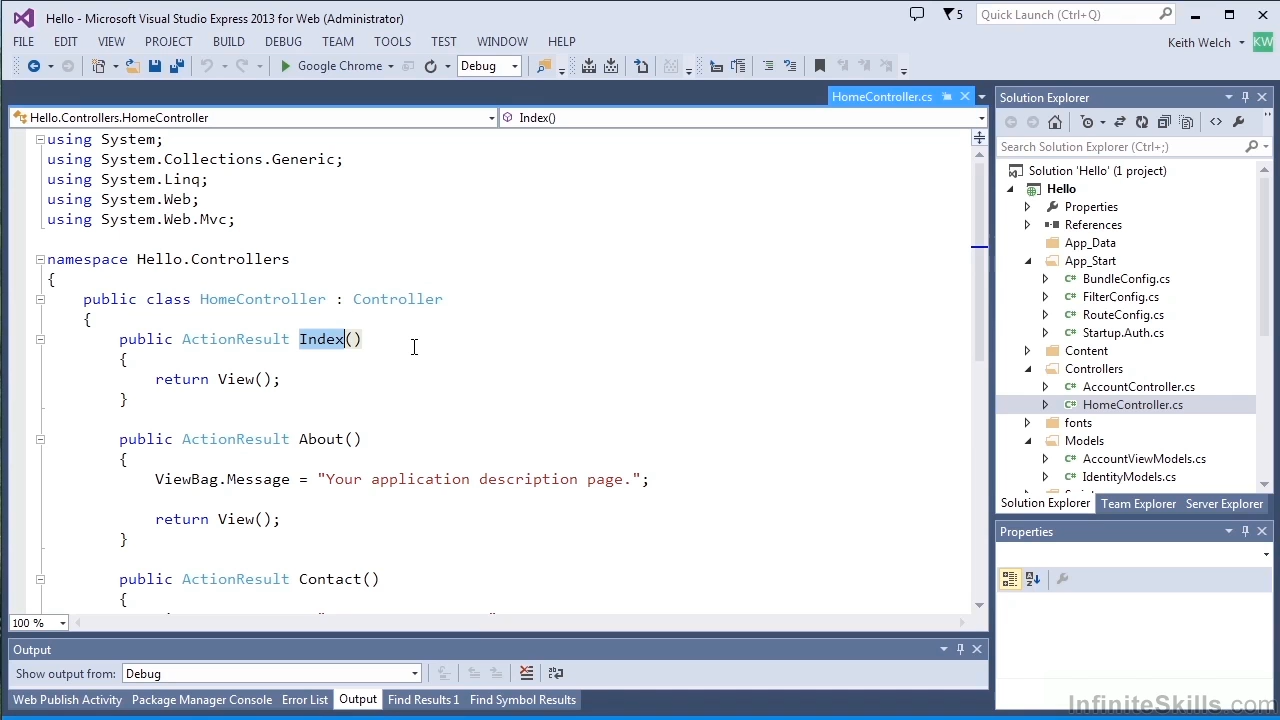 Hello - Microsoft Visual Studio Express 2013 for Web (Administrator)
5
Quick Launch (Ctrl+Q)
FILE EDIT VIEW PROJECT BUILD DEBUG TEAM TOOLS TEST WINDOW HELP
Keith Welch
KW
Google Chrome
Debug
HomeController.cs
Hello.Controllers.HomeController
Index()
using System;
using System.Collections.Generic;
using System.Linq;
using System.Web;
using System.Web.Mvc;
namespace Hello.Controllers
{
public class HomeController : Controller
{
public ActionResult Index()
{
return View();
}
public ActionResult About()
{
ViewBag.Message = "Your application description page.";
return View();
}
public ActionResult Contact()
{
100 %
Solution Explorer
Search Solution Explorer (Ctrl+;)
Solution 'Hello' (1 project)
Hello
Properties
References
App_Data
App_Start
C# BundleConfig.cs
C# FilterConfig.cs
C# RouteConfig.cs
C# Startup.Auth.cs
Content
Controllers
C# AccountController.cs
C# HomeController.cs
fonts
Models
C# AccountViewModels.cs
C# IdentityModels.cs
Solution Explorer Team Explorer Server Explorer
Properties
Output
Show output from: Debug
Web Publish Activity Package Manager Console Error List Output Find Results 1 Find Symbol Results
InfiniteSkills.com